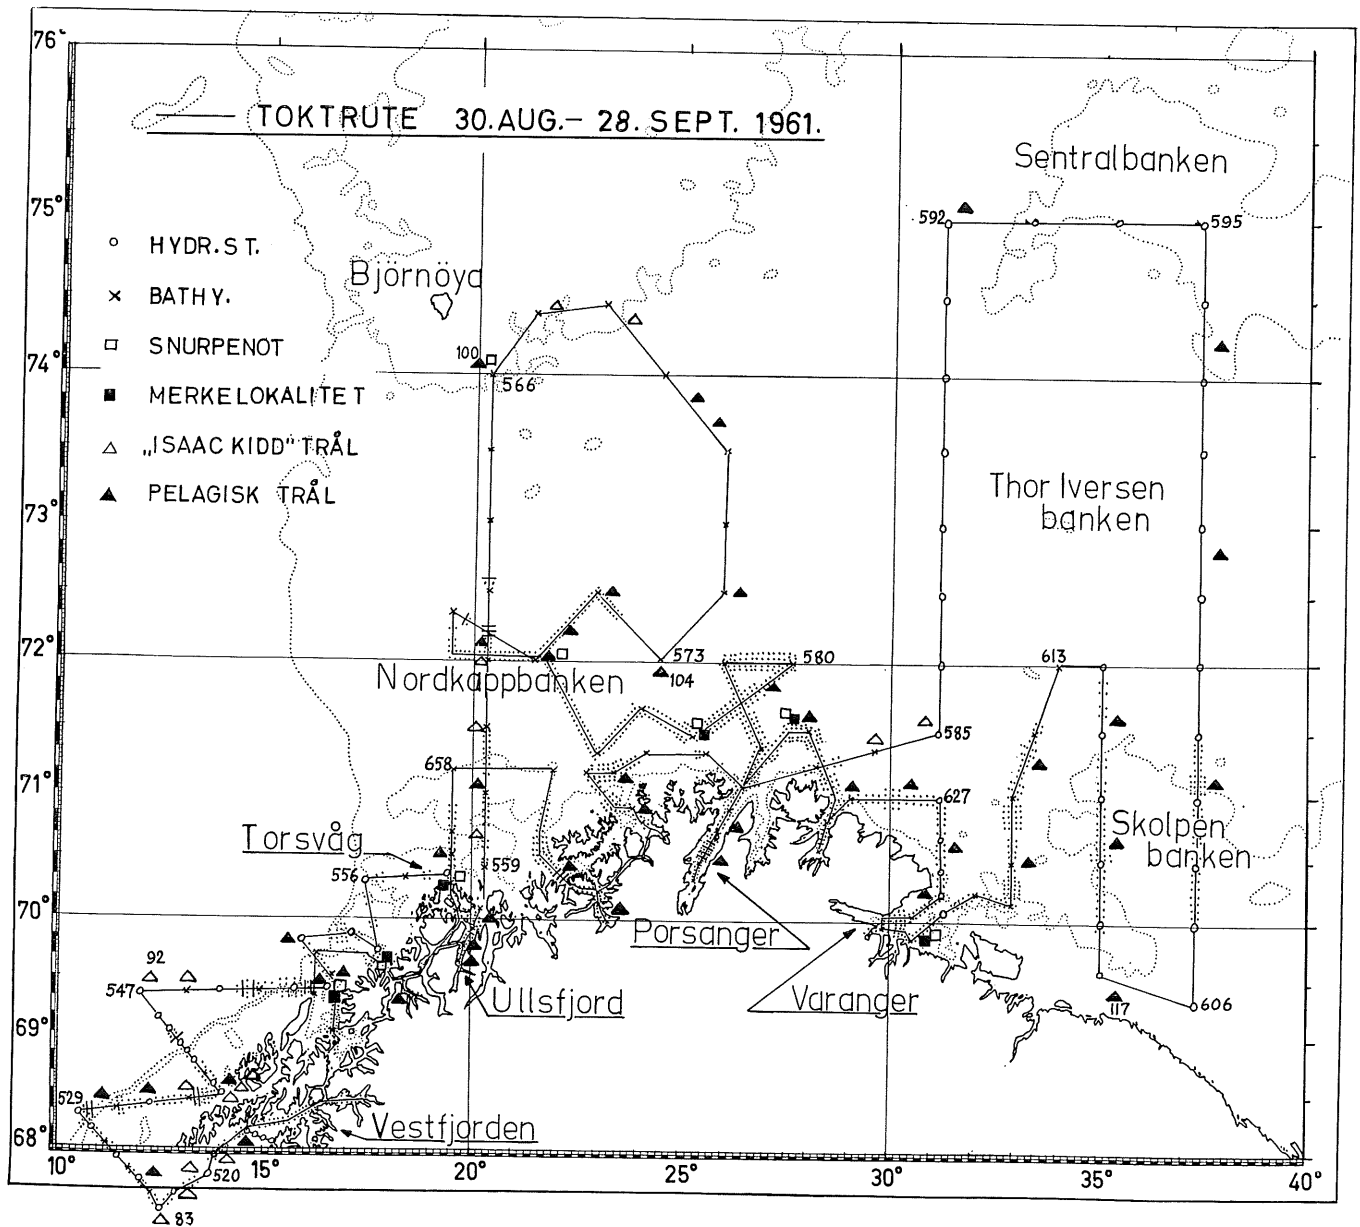 76°
TOKTRUTE 30.AUG.– 28. SEPT. 1961.
Sentralbanken
75°
592
595
HYDR.ST.
Björnöya
BATHY.
SNURPENOT
100
74°
566
MERKELOKALITET
„ISAAC KIDD" TRÅL
PELAGISK TRÅL
Thor Iversen
banken
73°
72°
573
580
613
104
Nordkappbanken
585
71°
658
627
Torsvåg
Skolpen
banken
556
559
70°
Porsanger
92
547
Ullsfjord
Varanger
117
606
69°
529
Vestfjorden
68°
520
83
10°
15°
20°
25°
30°
35°
40°